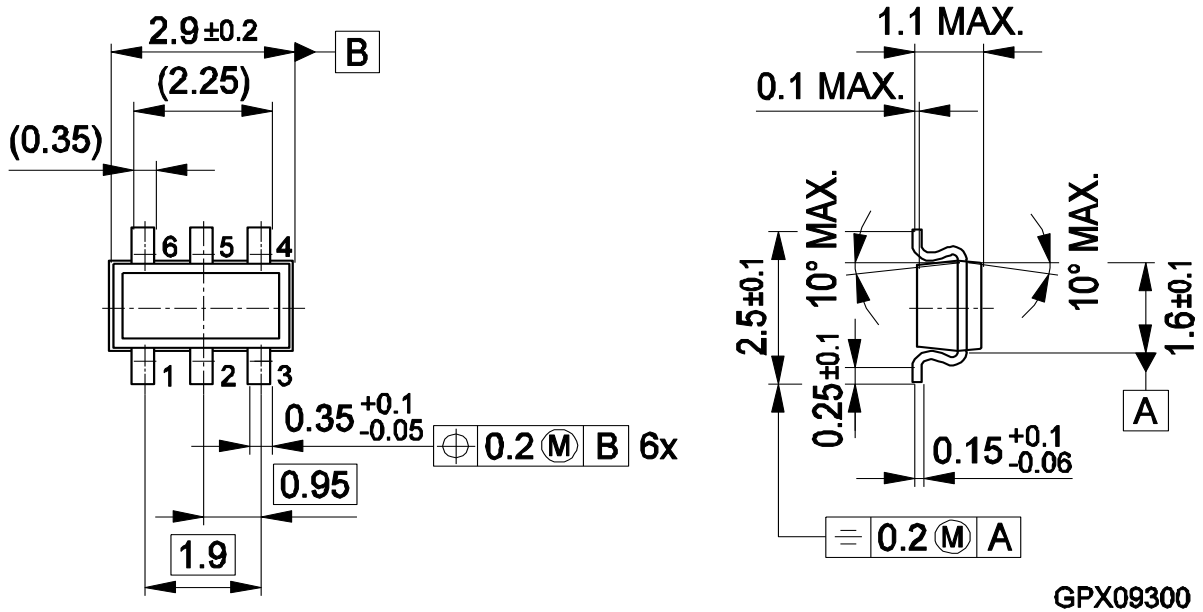 2.9 ±0.2
B
(2.25)
(0.35)
6 5 4
1 2 3
0.35 +0.1 -0.05
⌖ 0.2 Ⓜ B 6x
0.95
1.9
1.1 MAX.
0.1 MAX.
10° MAX.
10° MAX.
2.5±0.1
0.25±0.1
1.6±0.1
A
0.15 +0.1 -0.06
⌯ 0.2 Ⓜ A
GPX09300